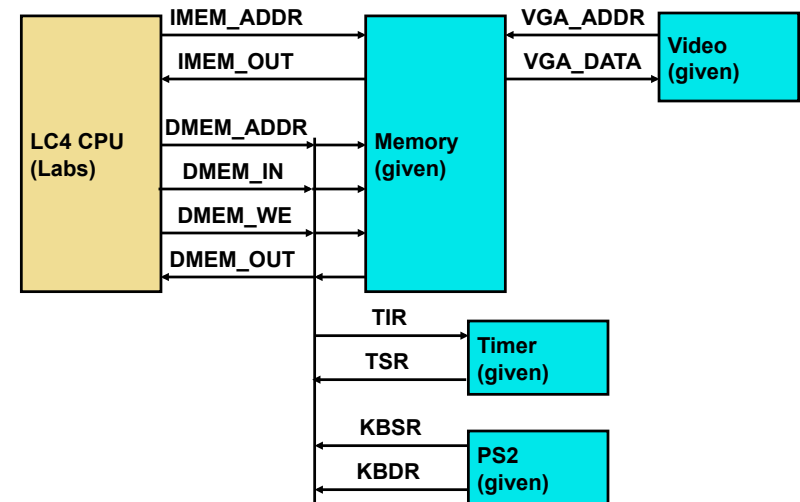 IMEM_ADDR
VGA_ADDR
Video
(given)
IMEM_OUT
VGA_DATA
LC4 CPU
(Labs)
DMEM_ADDR
Memory
(given)
DMEM_IN
DMEM_WE
DMEM_OUT
TIR
Timer
(given)
TSR
KBSR
PS2
(given)
KBDR